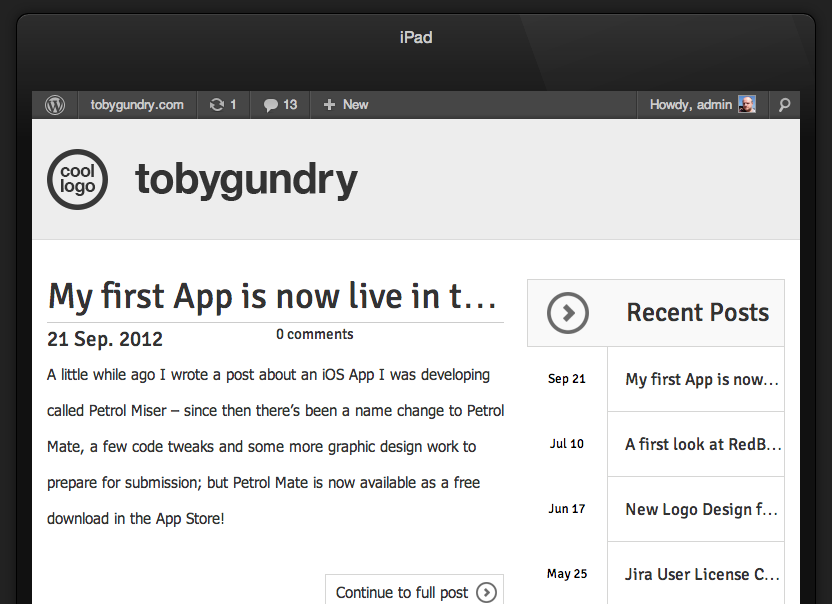 iPad
tobygundry.com 1 13 + New Howdy, admin
cool
logo
tobygundry
My first App is now live in t...
21 Sep. 2012 0 comments
A little while ago I wrote a post about an iOS App I was developing
called Petrol Miser – since then there's been a name change to Petrol
Mate, a few code tweaks and some more graphic design work to
prepare for submission; but Petrol Mate is now available as a free
download in the App Store!
Continue to full post
Recent Posts
Sep 21 My first App is now...
Jul 10 A first look at RedB...
Jun 17 New Logo Design f...
May 25 Jira User License C...